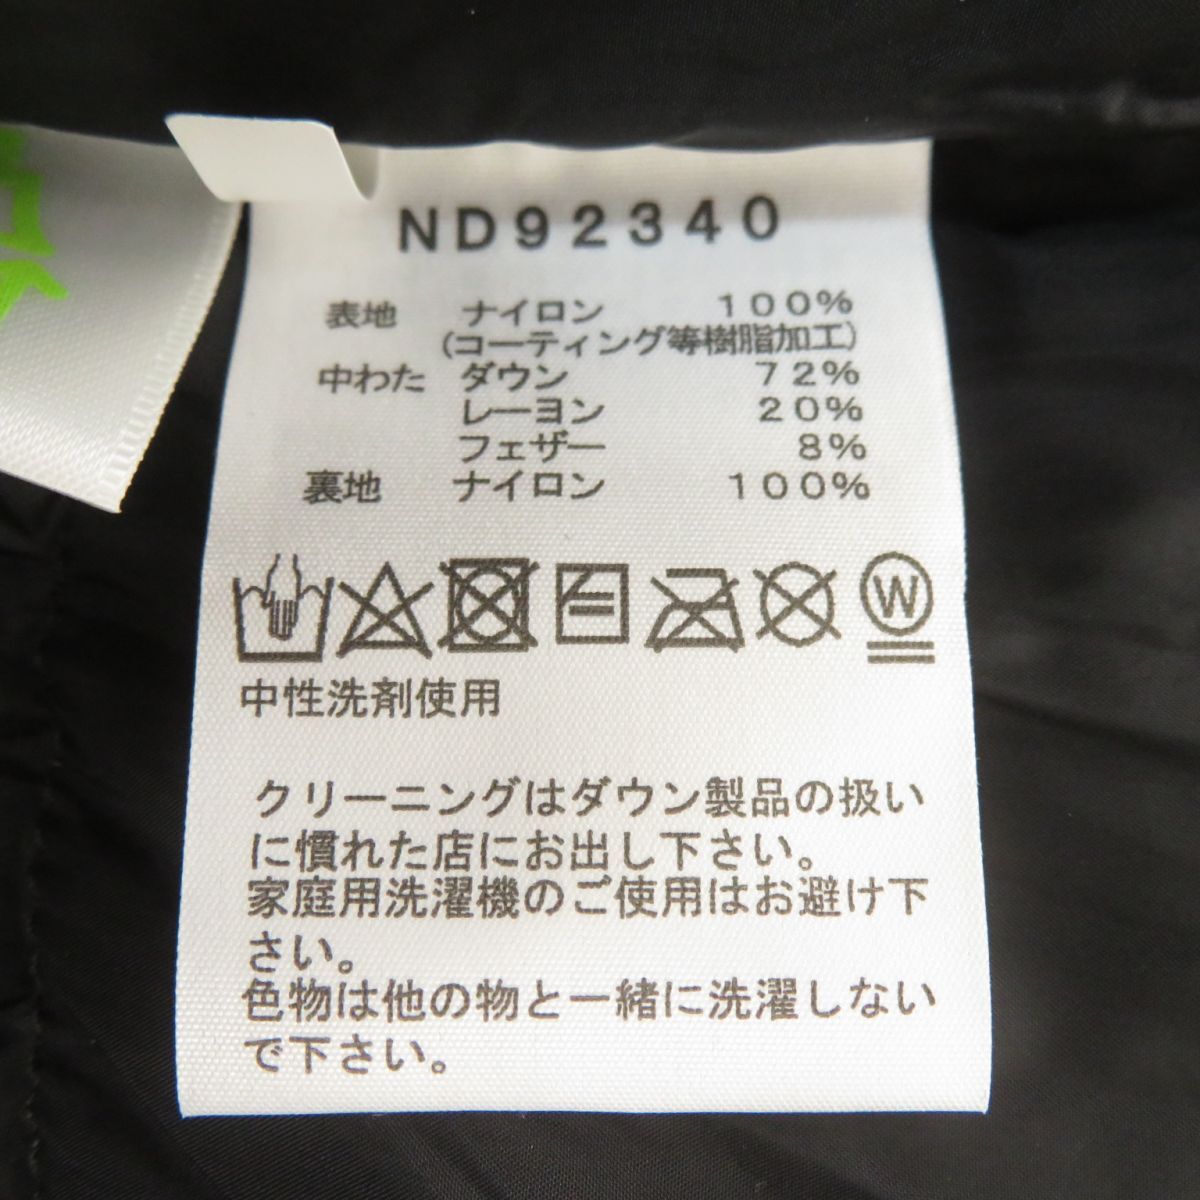 ND92340
表地 ナイロン 100%
(コーティング等樹脂加工)
中わた ダウン 72%
レーヨン 20%
フェザー 8%
裏地 ナイロン 100%
W
中性洗剤使用
クリーニングはダウン製品の扱い
に慣れた店にお出し下さい。
家庭用洗濯機のご使用はお避け下
さい。
色物は他の物と一緒に洗濯しない
で下さい。